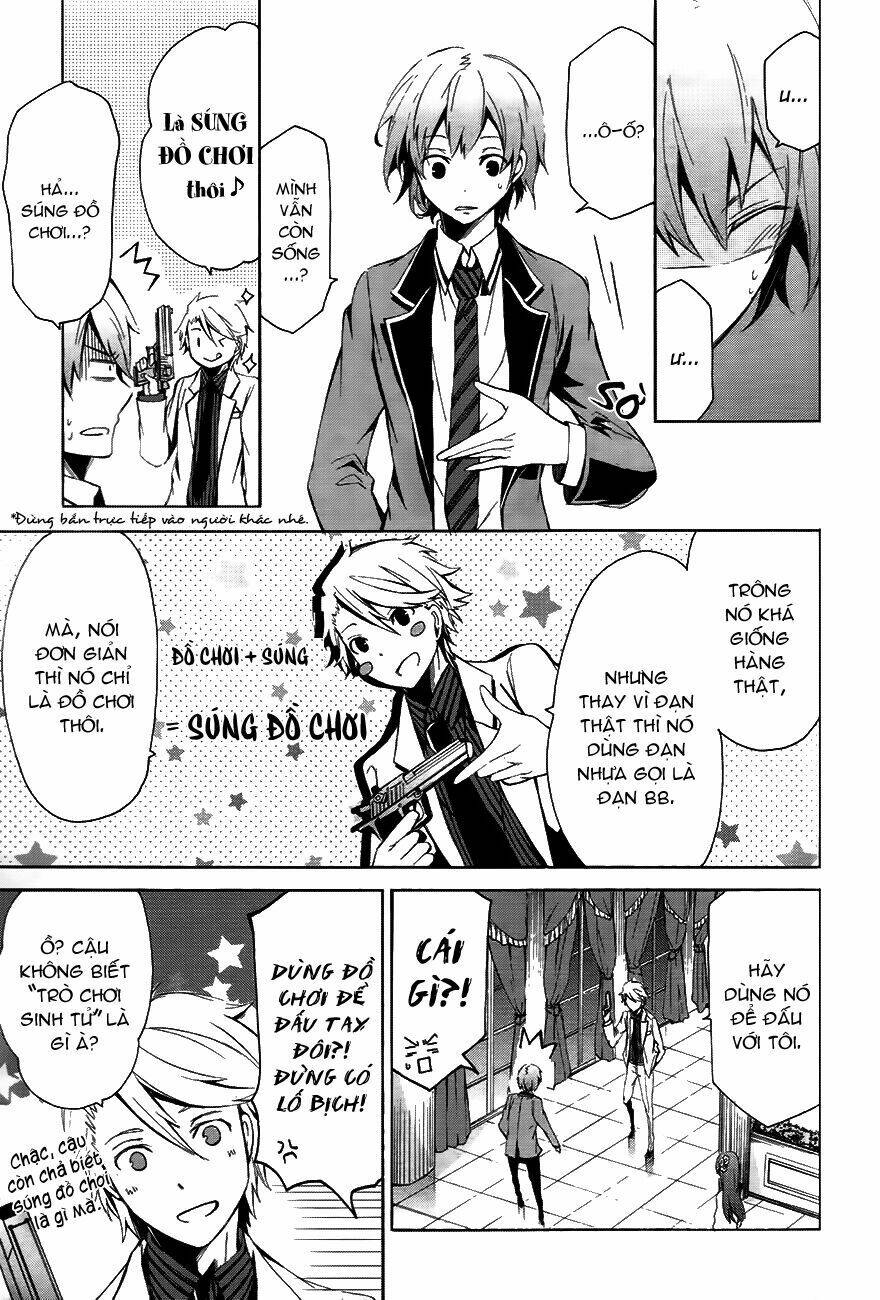 Ư...
Ư...
...Ô-Ố?
MÌNH
VẪN
CÒN
SỐNG
...?
SỜ
Là SÚNG
ĐỒ CHƠI
thôi♪
HẢ...
SÚNG ĐỒ
CHƠI...?
*Đừng bắn trực tiếp vào người khác nhé.
TRÔNG
NÓ KHÁ
GIỐNG
HÀNG
THẬT,
NHƯNG
THAY VÌ ĐẠN
THẬT THÌ NÓ
DÙNG ĐẠN
NHỰA GỌI LÀ
ĐẠN BB.
ĐỒ CHƠI + SÚNG
= SÚNG ĐỒ CHƠI
MÀ, NÓI
ĐƠN GIẢN
THÌ NÓ CHỈ
LÀ ĐỒ CHƠI
THÔI.
HÃY
DÙNG NÓ
ĐỂ ĐẤU
VỚI TÔI.
CÁI
GÌ?!
DÙNG ĐỒ
CHƠI ĐỂ
ĐẤU TAY
ĐÔI?!
ĐỪNG CÓ
LỐ BỊCH!
Ồ? CẬU
KHÔNG BIẾT
"TRÒ CHƠI
SINH TỬ" LÀ
GÌ À?
Chậc, cậu
còn chả biết
súng đồ chơi
là gì mà.